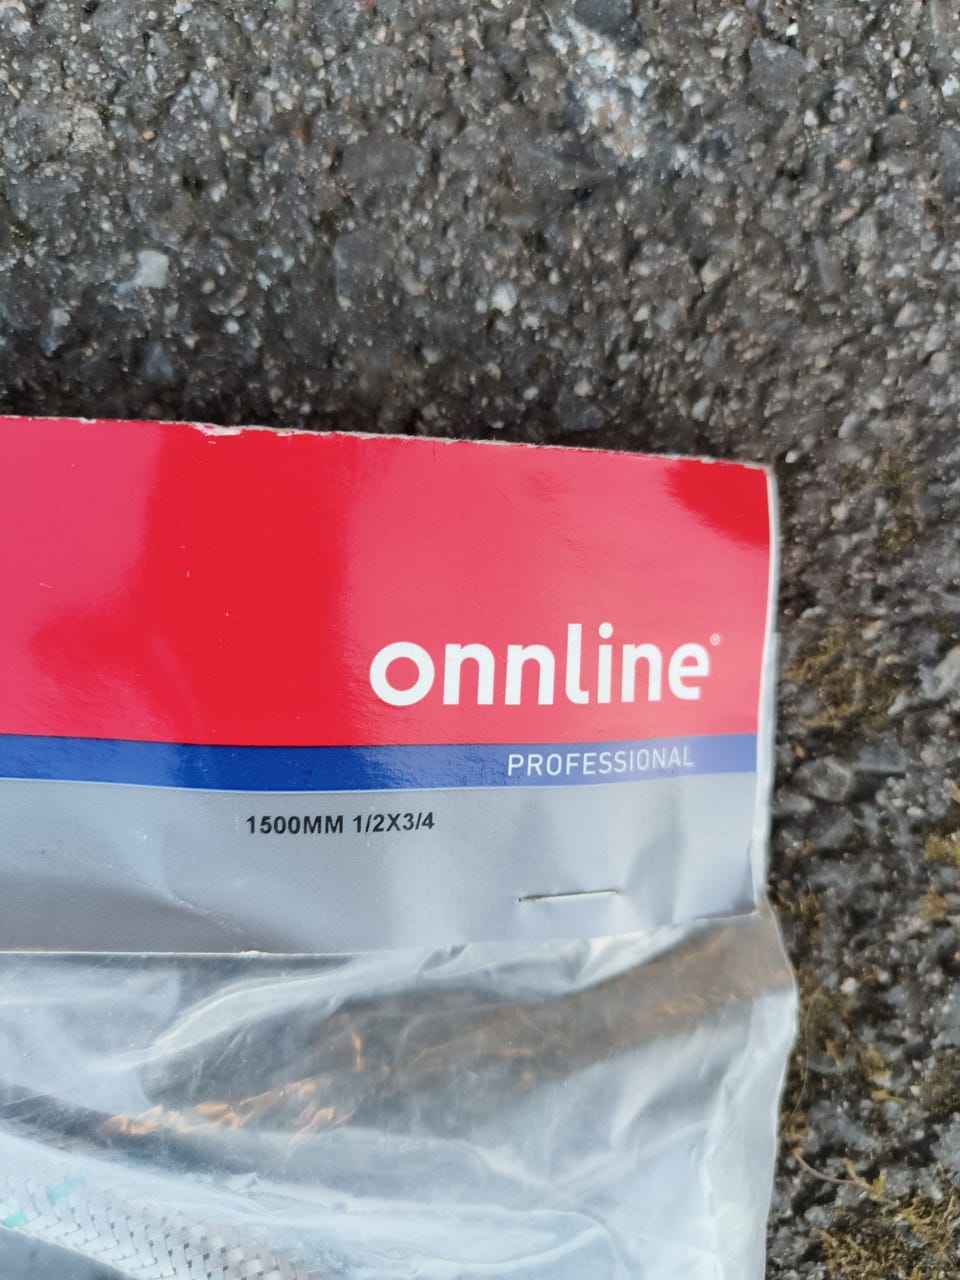 onnline®
PROFESSIONAL
1500MM 1/2X3/4